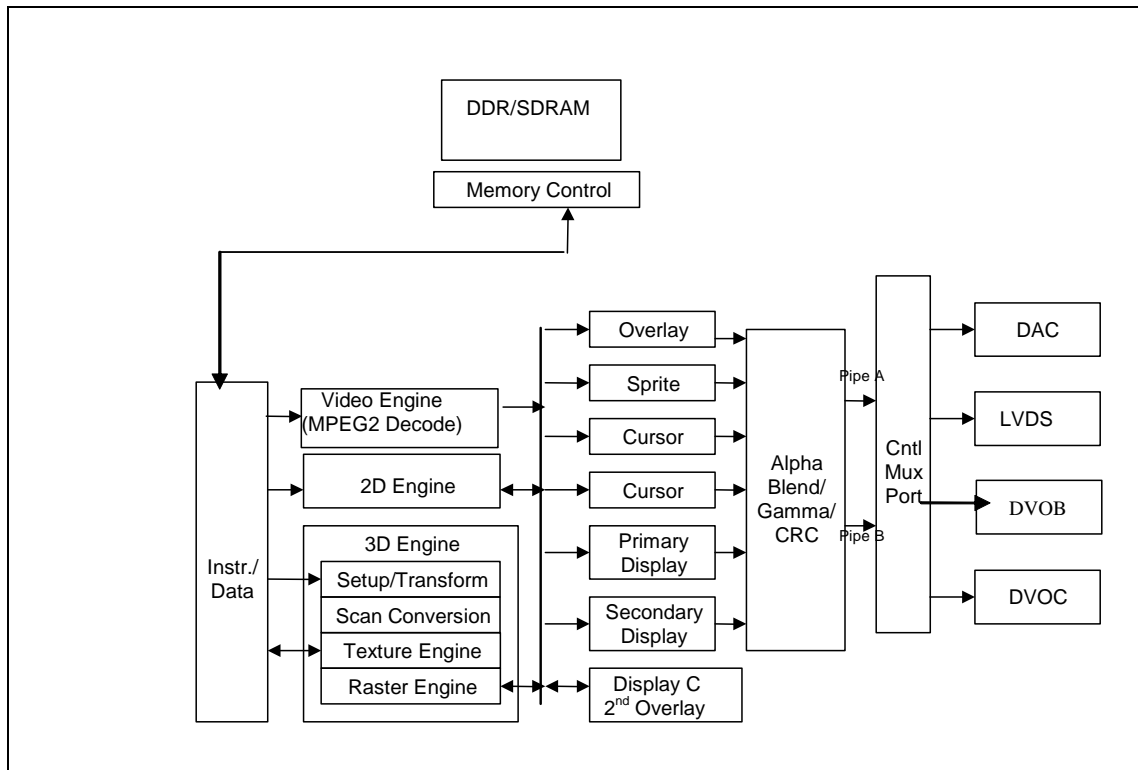 DDR/SDRAM
Memory Control
Instr./
Data
Video Engine
(MPEG2 Decode)
2D Engine
3D Engine
Setup/Transform
Scan Conversion
Texture Engine
Raster Engine
Overlay
Sprite
Cursor
Cursor
Primary
Display
Secondary
Display
Display C
2nd Overlay
Alpha
Blend/
Gamma/
CRC
Pipe A
Pipe B
Cntl
Mux
Port
DAC
LVDS
DVOB
DVOC